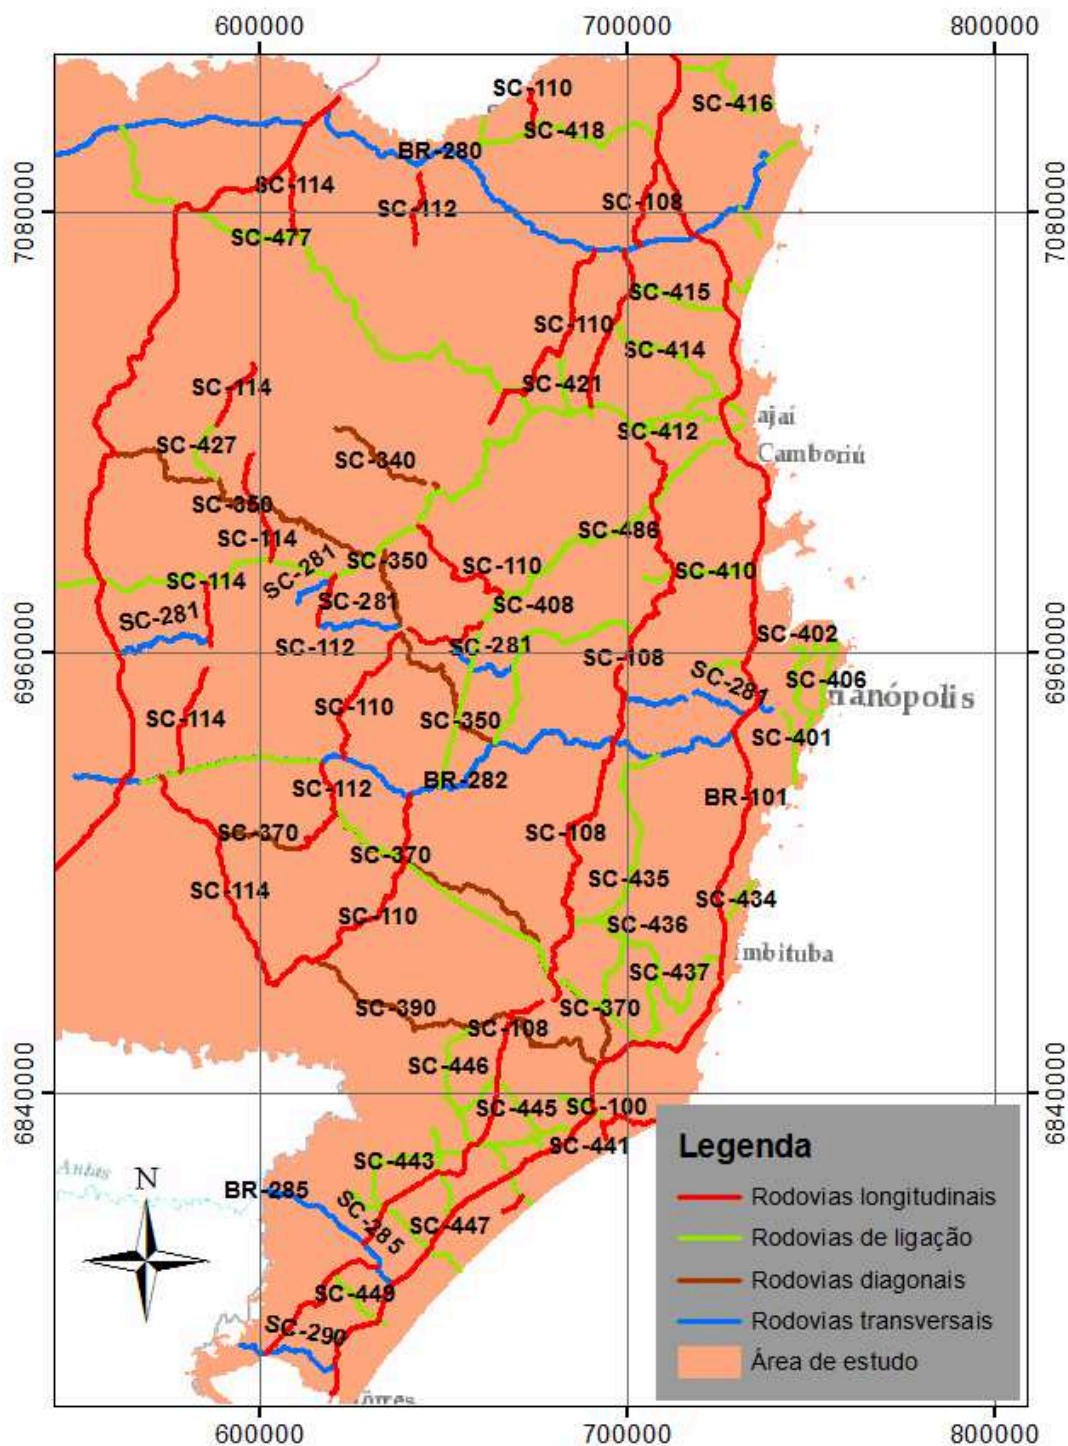 600000 700000 800000
SC-110
SC-416
SC-418
BR-280
7080000
SC-114
SC-112
SC-108
SC-477
7080000
SC-415
SC-110
SC-414
SC-114
SC-421
ajaí
SC-427
SC-412
Camboriú
SC-340
SC-350
SC-114
SC-486
SC-350
SC-281
SC-110
SC-410
SC-114
SC-281
SC-408
SC-281
SC-402
SC-112
SC-281
SC-108
6960000
6960000
SC-281
SC-406
nanópolis
SC-114
SC-110
SC-350
SC-401
BR-282
SC-112
BR-101
SC-370
SC-108
SC-370
SC-114
SC-435
SC-434
SC-110
SC-436
mbituba
SC-437
SC-390
SC-370
SC-108
SC-446
6840000
6840000
SC-445
SC-100
SC-441
SC-443
Antas
N
BR-285
SC-285
SC-447
SC-449
SC-290
Legenda
Rodovias longitudinais
Rodovias de ligação
Rodovias diagonais
Rodovias transversais
Área de estudo
600000 700000 800000